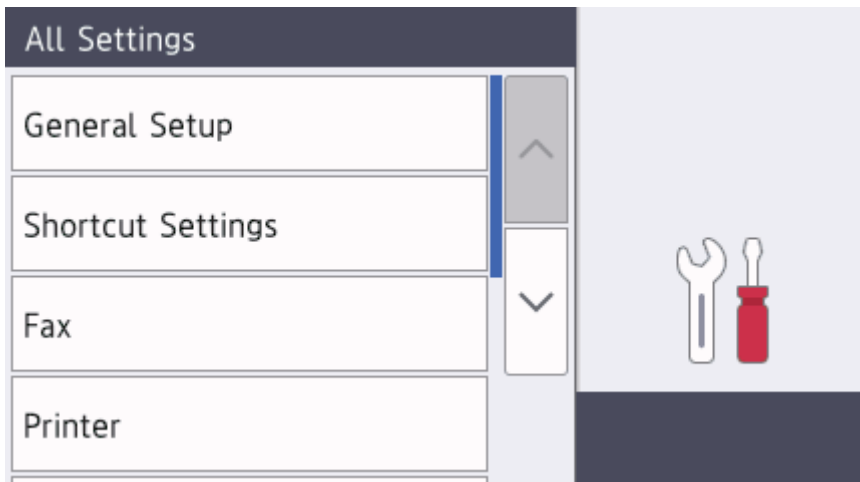 All Settings
General Setup
Shortcut Settings
Fax
Printer